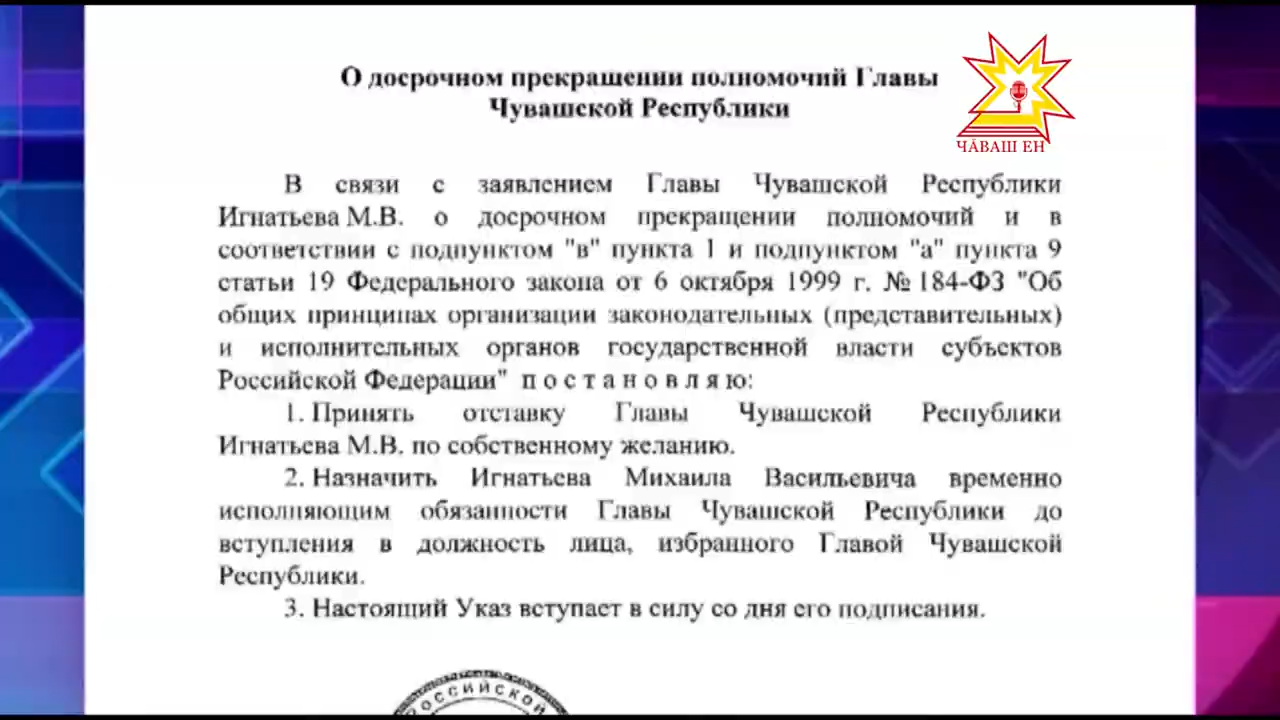 О досрочном прекращении полномочий Главы
Чувашской Республики
ЧӐВАШ ЕН
В связи с заявлением Главы Чувашской Республики
Игнатьева М.В. о досрочном прекращении полномочий и в
соответствии с подпунктом "в" пункта 1 и подпунктом "а" пункта 9
статьи 19 Федерального закона от 6 октября 1999 г. № 184-ФЗ "Об
общих принципах организации законодательных (представительных)
и исполнительных органов государственной власти субъектов
Российской Федерации" п о с т а н о в л я ю:
1. Принять отставку Главы Чувашской Республики
Игнатьева М.В. по собственному желанию.
2. Назначить Игнатьева Михаила Васильевича временно
исполняющим обязанности Главы Чувашской Республики до
вступления в должность лица, избранного Главой Чувашской
Республики.
3. Настоящий Указ вступает в силу со дня его подписания.
РОССИЙСКОЙ